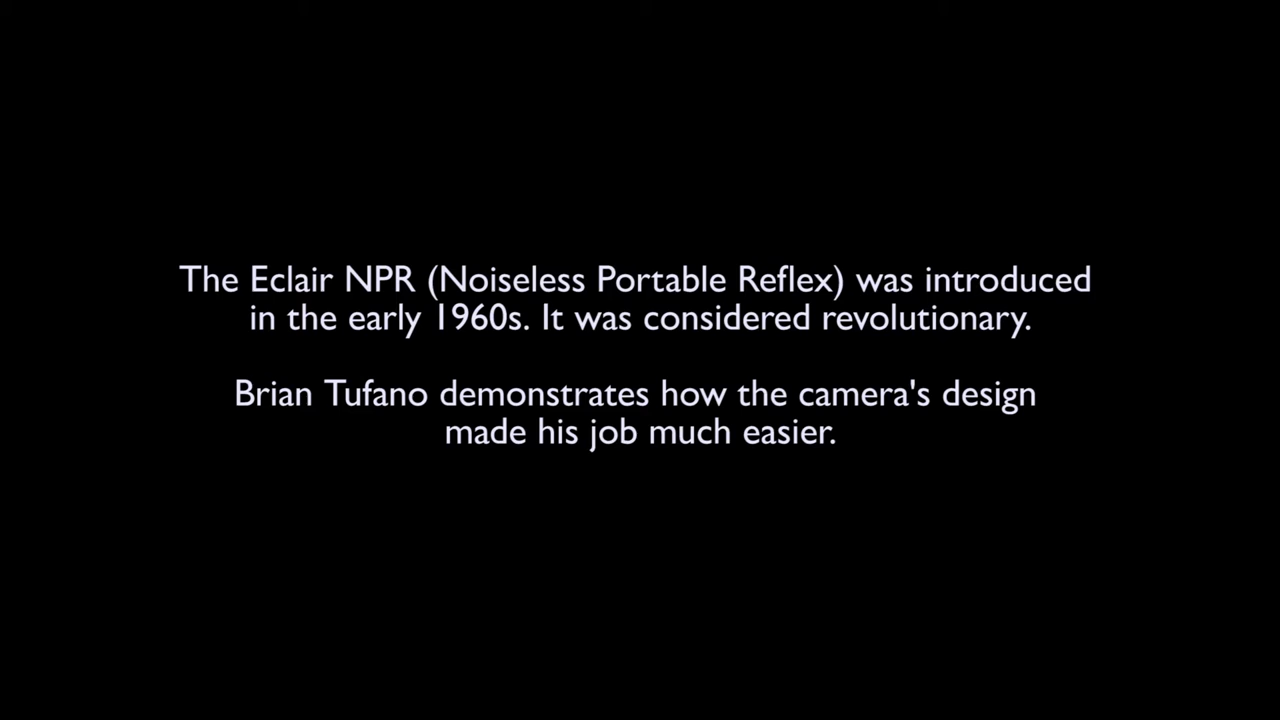 The Eclair NPR (Noiseless Portable Reflex) was introduced
in the early 1960s. It was considered revolutionary.
Brian Tufano demonstrates how the camera's design
made his job much easier.